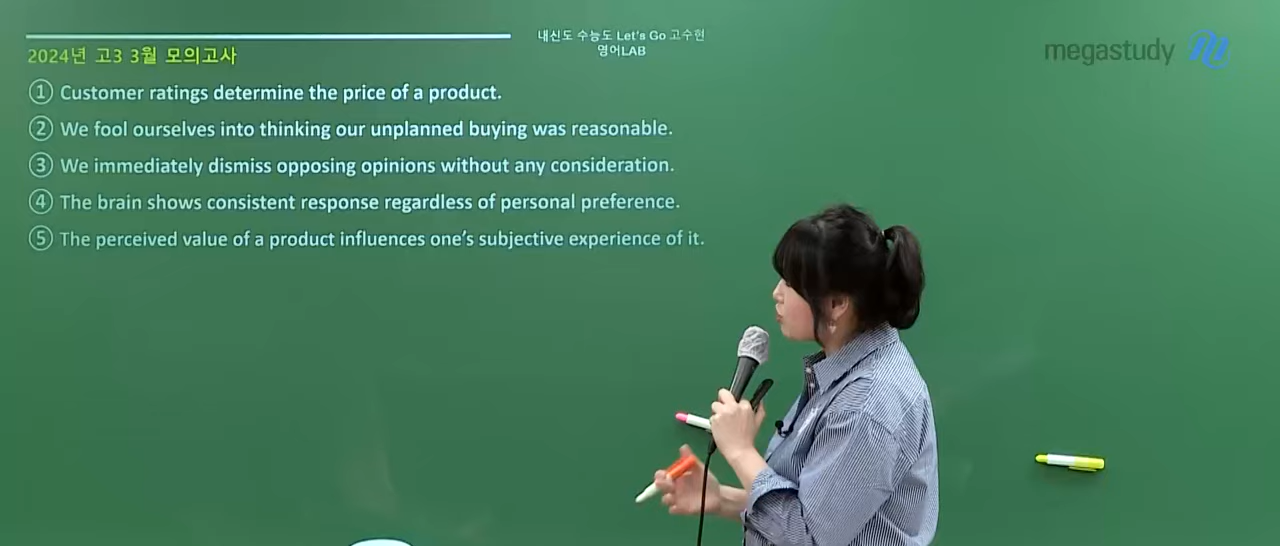 내신도 수능도 Let's Go 고수현
영어LAB
megastudy
2024년 고3 3월 모의고사
① Customer ratings determine the price of a product.
② We fool ourselves into thinking our unplanned buying was reasonable.
③ We immediately dismiss opposing opinions without any consideration.
④ The brain shows consistent response regardless of personal preference.
⑤ The perceived value of a product influences one's subjective experience of it.